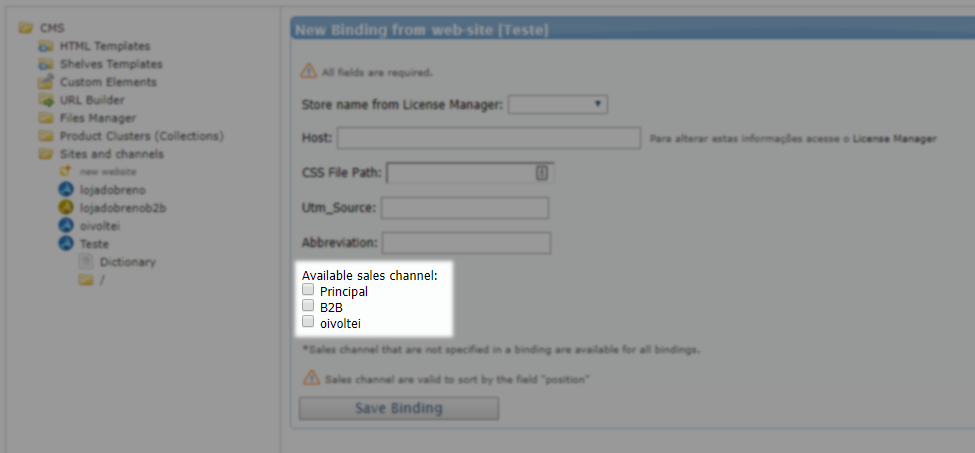 CMS
HTML Templates
Shelves Templates
Custom Elements
URL Builder
Files Manager
Product Clusters (Collections)
Sites and channels
new website
lojadobreno
lojadobrenob2b
oivoltei
Teste
Dictionary
/
New Binding from web-site [Teste]
All fields are required.
Store name from License Manager:
Host: Para alterar estas informações acesse o License Manager
CSS File Path:
Utm_Source:
Abbreviation:
Available sales channel:
Principal
B2B
oivoltei
*Sales channel that are not specified in a binding are available for all bindings.
Sales channel are valid to sort by the field "position"
Save Binding